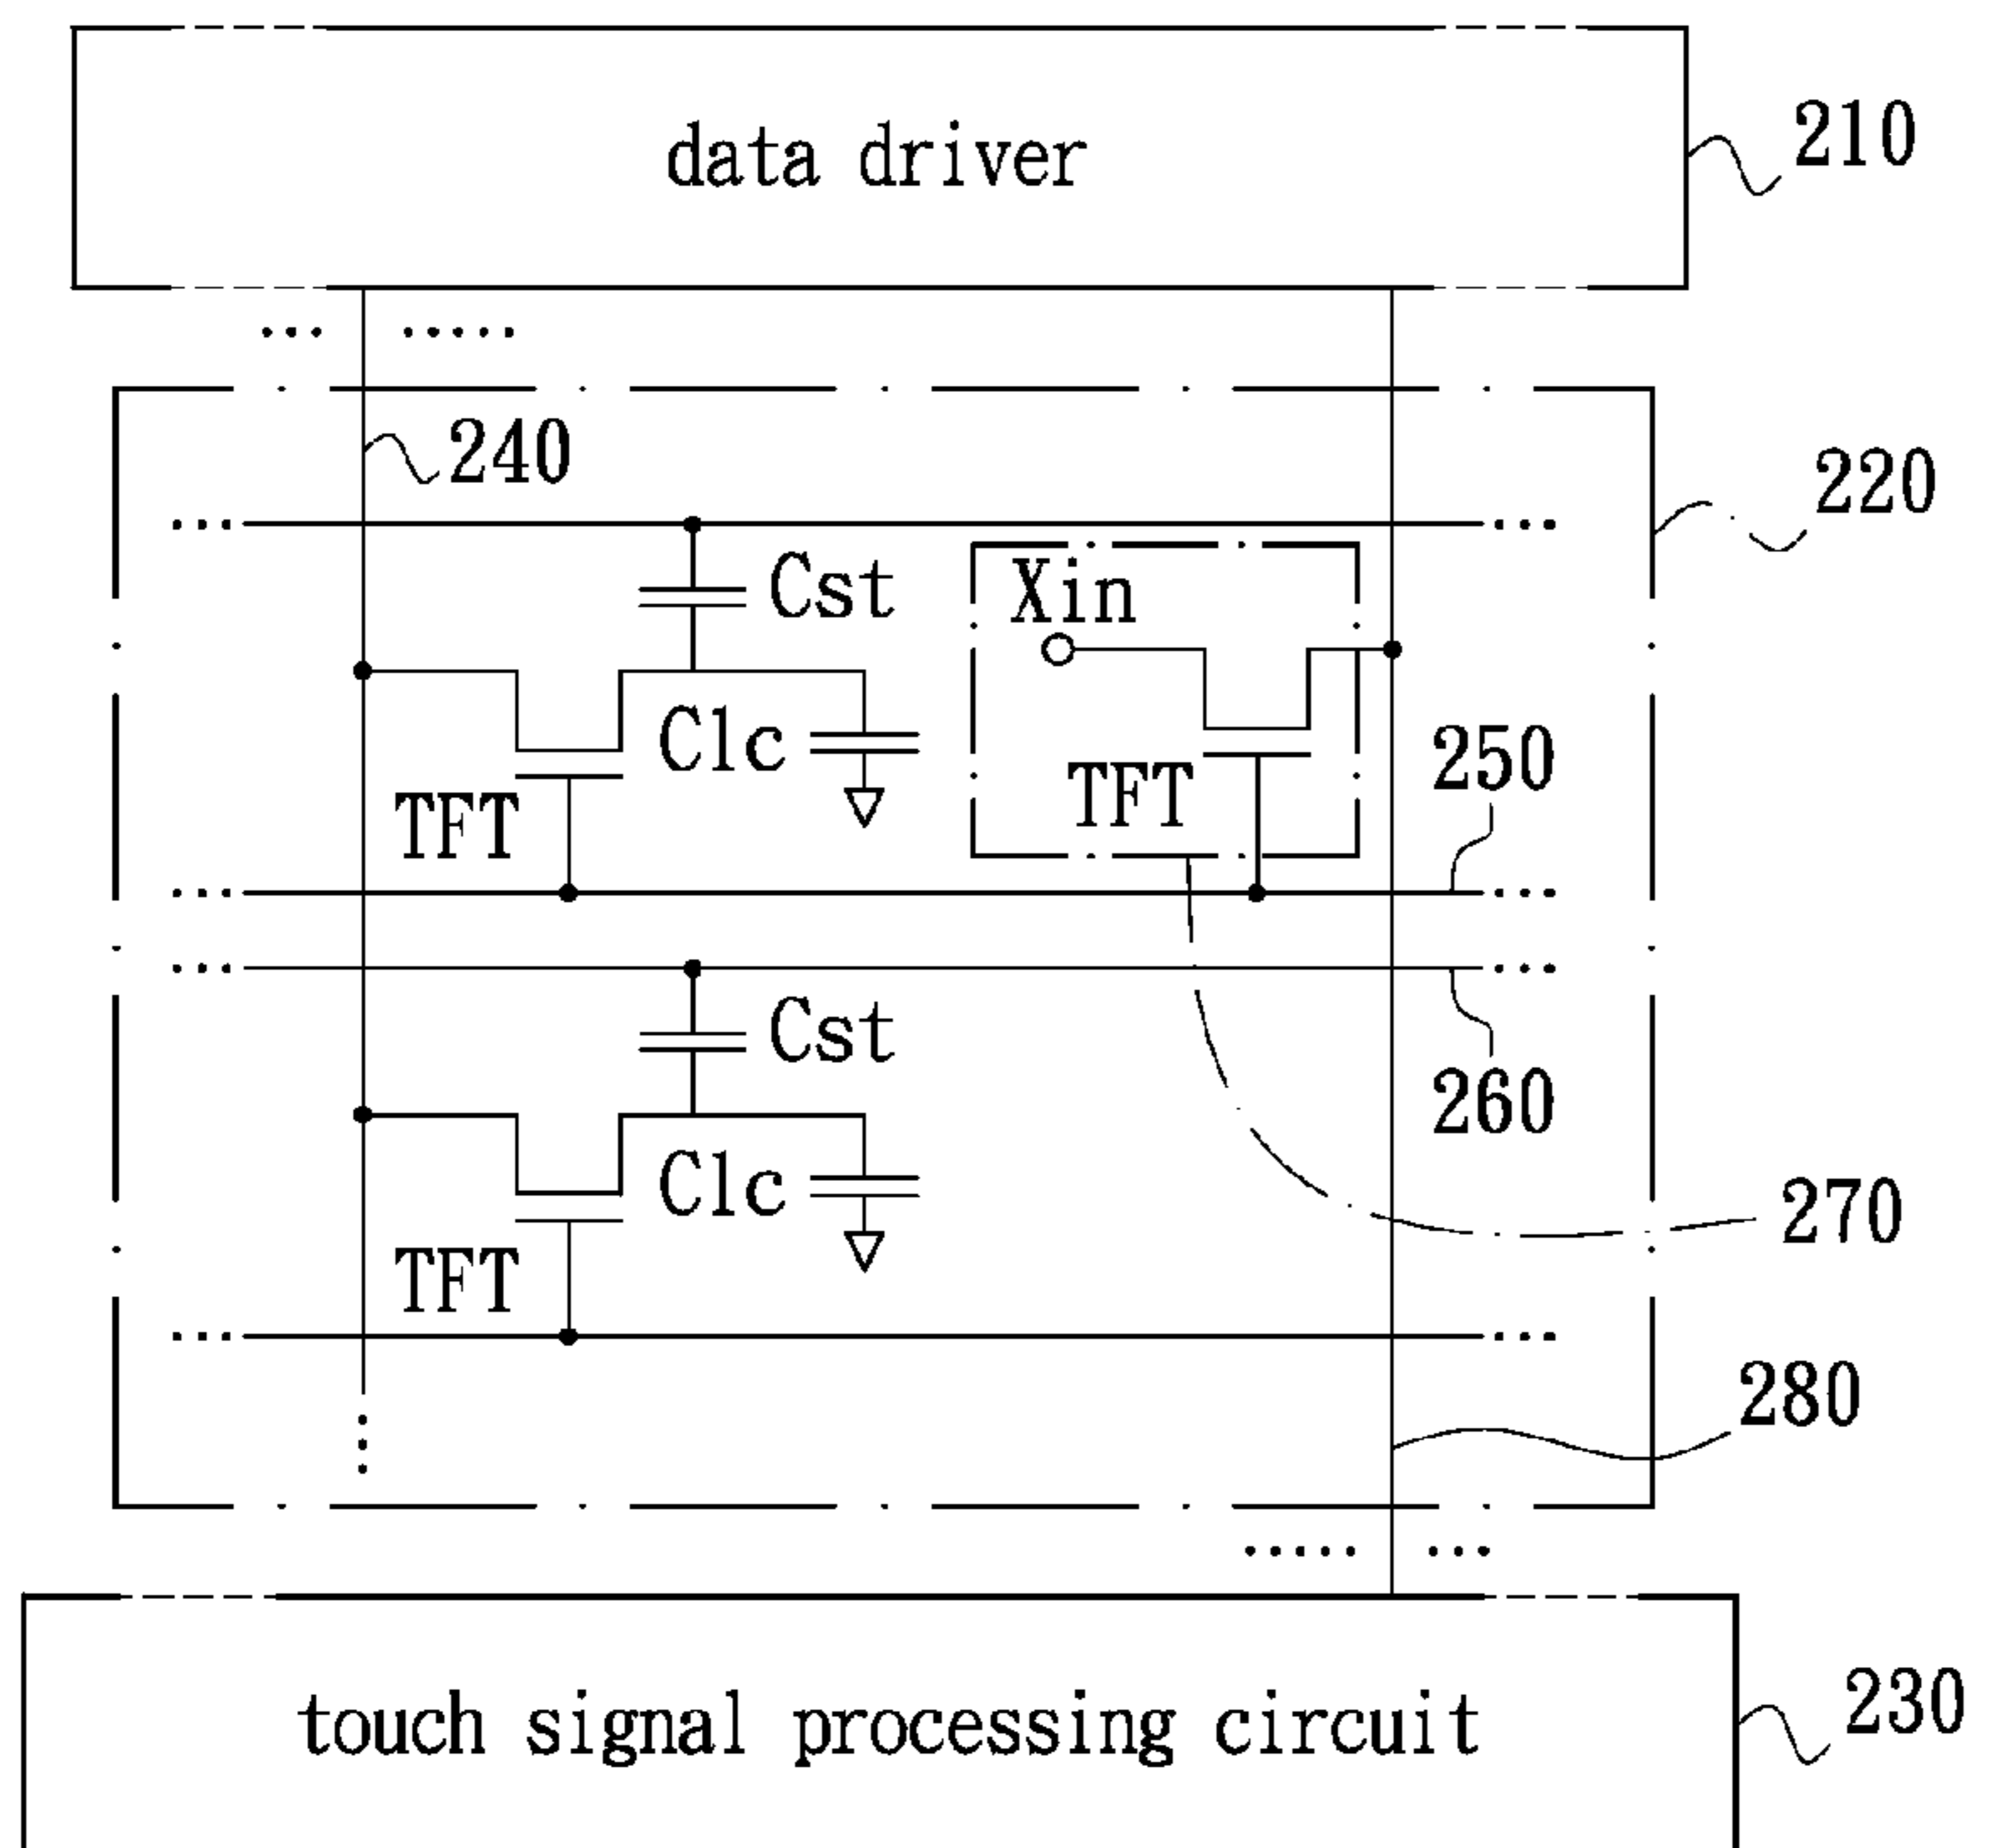 data driver
210
240
220
Cst
Xin
Clc
250
TFT
TFT
Cst
260
Clc
270
TFT
280
touch signal processing circuit
230